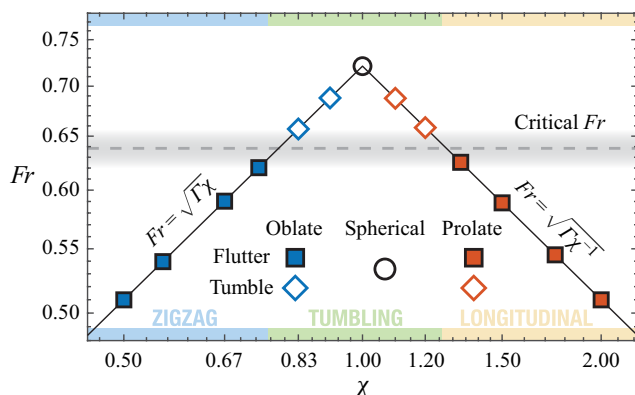 0.75
0.70
Critical Fr
0.65
Fr
0.60
Fr = √Γχ
Fr = √Γχ⁻¹
Oblate Spherical Prolate
Flutter
0.55
Tumble
0.50
ZIGZAG TUMBLING LONGITUDINAL
0.50 0.67 0.83 1.00 1.20 1.50 2.00
χ